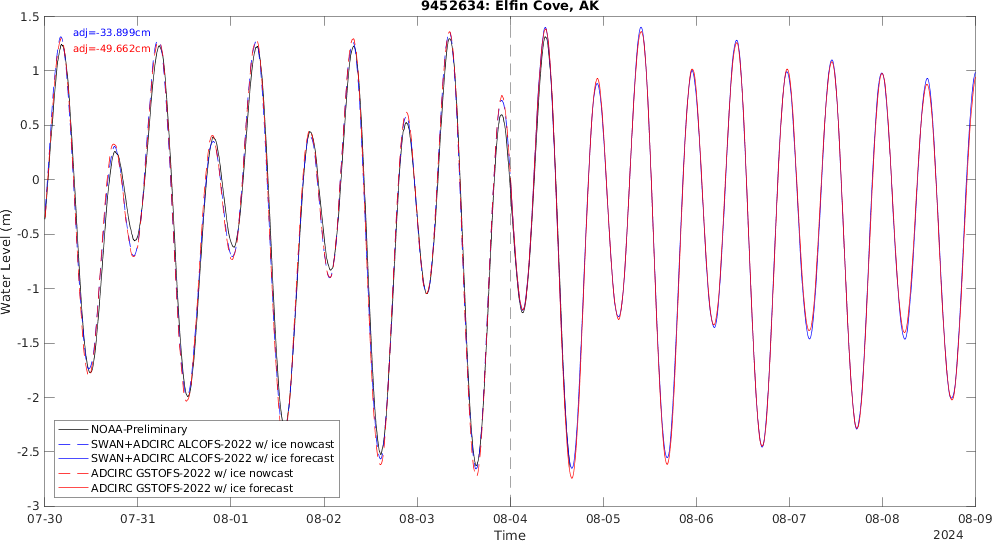 9452634: Elfin Cove, AK
adj=-33.899cm
adj=-49.662cm
1.5
1
0.5
0
-0.5
-1
-1.5
-2
-2.5
-3
Water Level (m)
NOAA-Preliminary
SWAN+ADCIRC ALCOFS-2022 w/ ice nowcast
SWAN+ADCIRC ALCOFS-2022 w/ ice forecast
ADCIRC GSTOFS-2022 w/ ice nowcast
ADCIRC GSTOFS-2022 w/ ice forecast
07-30 07-31 08-01 08-02 08-03 08-04 08-05 08-06 08-07 08-08 08-09
Time
2024